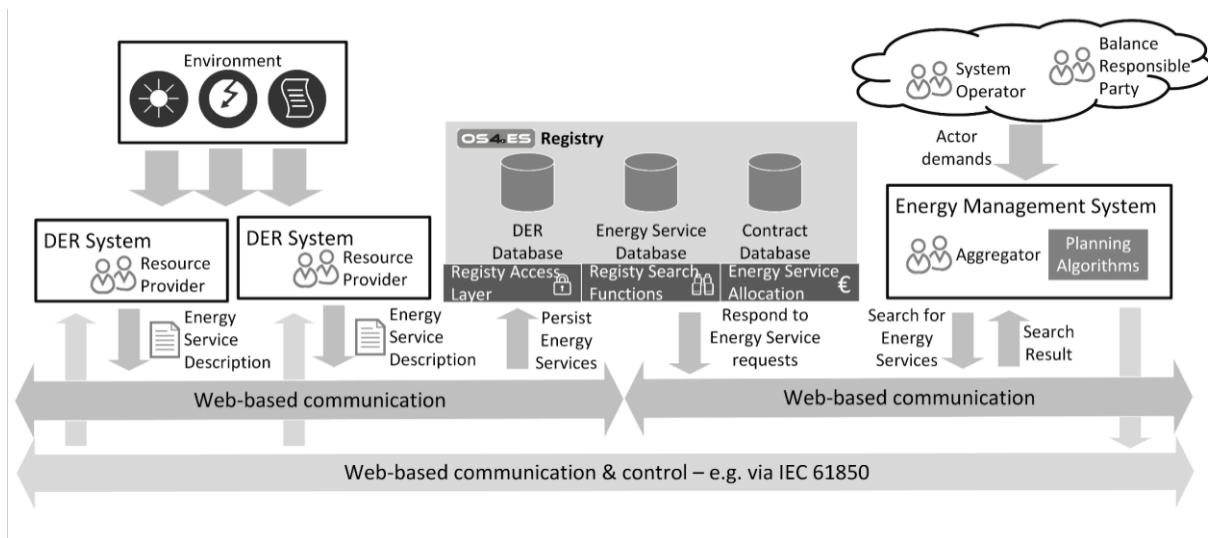 Environment
System
Operator
Balance
Responsible
Party
Actor
demands
OS4ES Registry
DER
Database
Energy Service
Database
Contract
Database
Registy Access
Layer
Registy Search
Functions
Energy Service
Allocation €
DER System
Resource
Provider
DER System
Resource
Provider
Energy Management System
Aggregator
Planning
Algorithms
Energy
Service
Description
Energy
Service
Description
Persist
Energy
Services
Respond to
Energy Service
requests
Search for
Energy
Services
Search
Result
Web-based communication
Web-based communication
Web-based communication & control – e.g. via IEC 61850